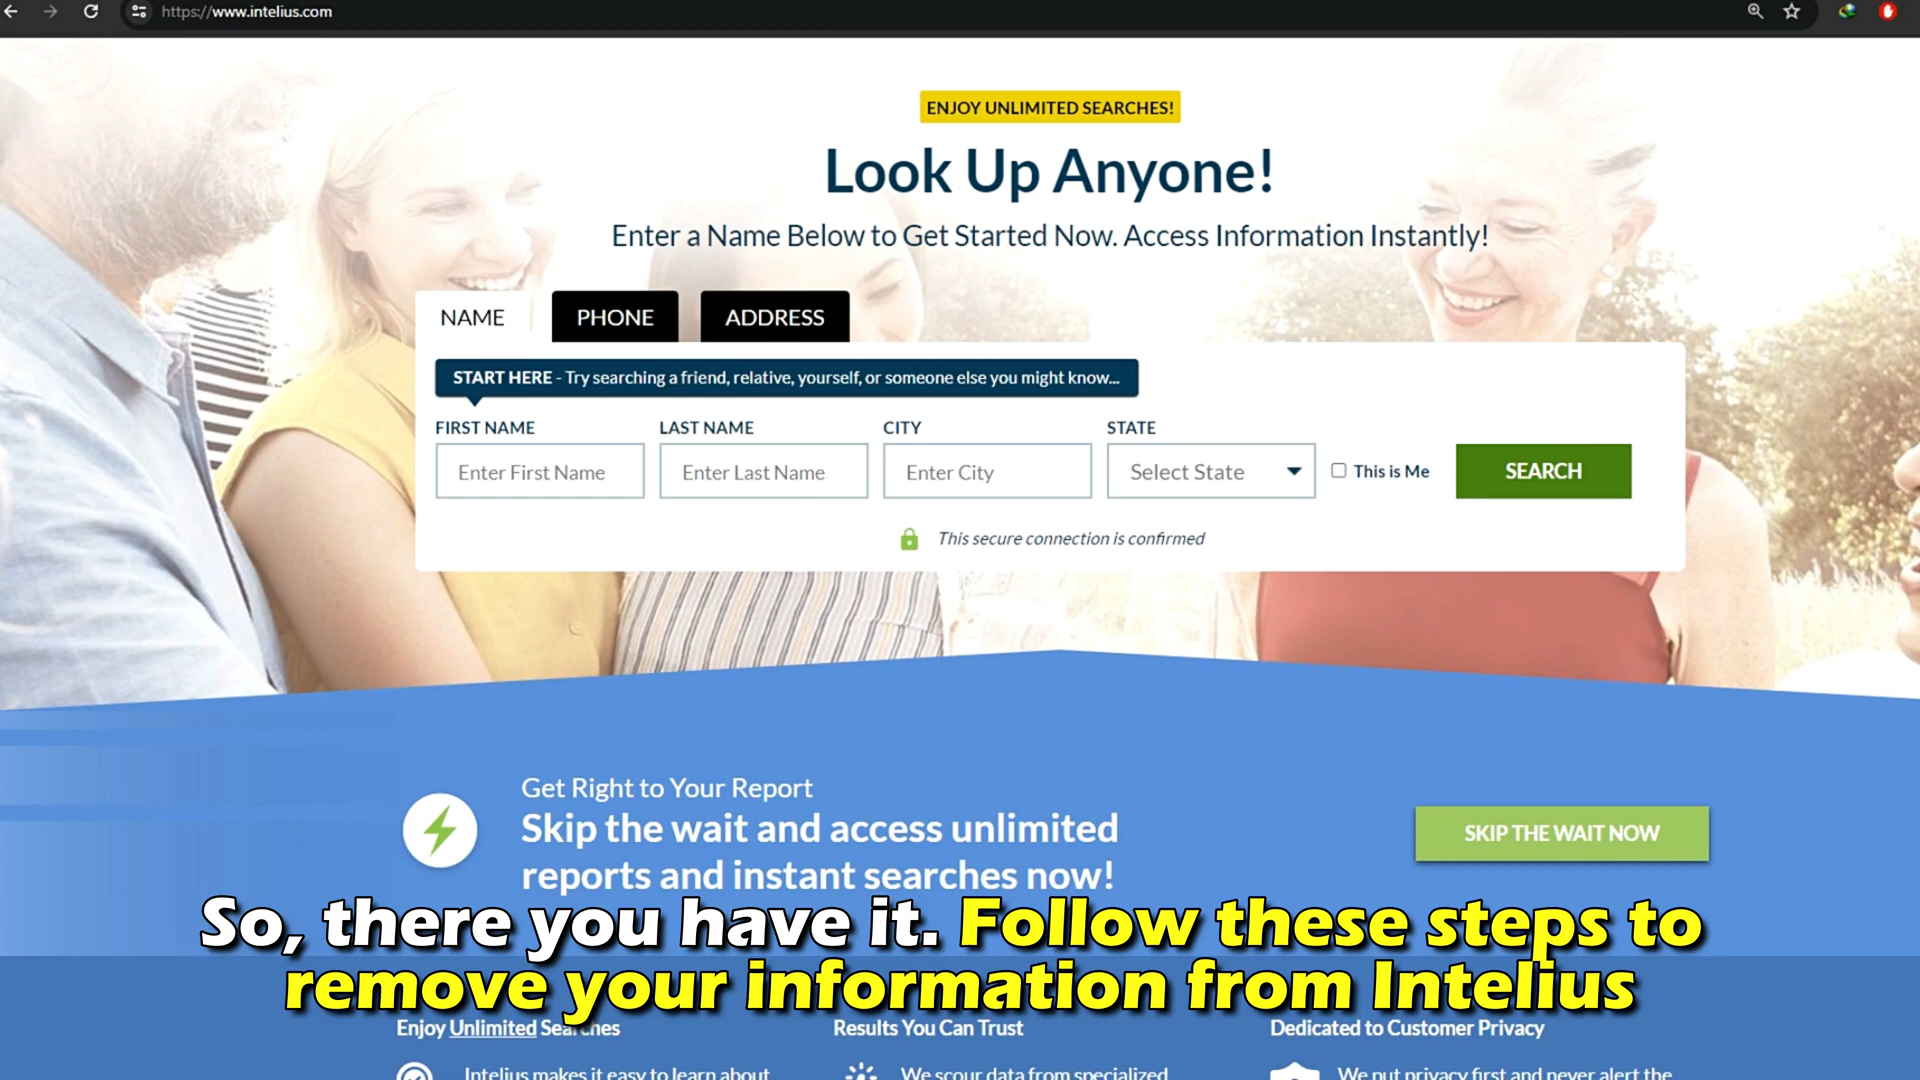 https://www.intelius.com
ENJOY UNLIMITED SEARCHES!
Look Up Anyone!
Enter a Name Below to Get Started Now. Access Information Instantly!
NAME PHONE ADDRESS
START HERE - Try searching a friend, relative, yourself, or someone else you might know...
FIRST NAME LAST NAME CITY STATE
Enter First Name Enter Last Name Enter City Select State This is Me SEARCH
This secure connection is confirmed
Get Right to Your Report
Skip the wait and access unlimited
reports and instant searches now!
SKIP THE WAIT NOW
So, there you have it. Follow these steps to
remove your information from Intelius
Enjoy Unlimited Searches Results You Can Trust Dedicated to Customer Privacy
Intelius makes it easy to learn about We scour data from specialized We put privacy first and never alert the